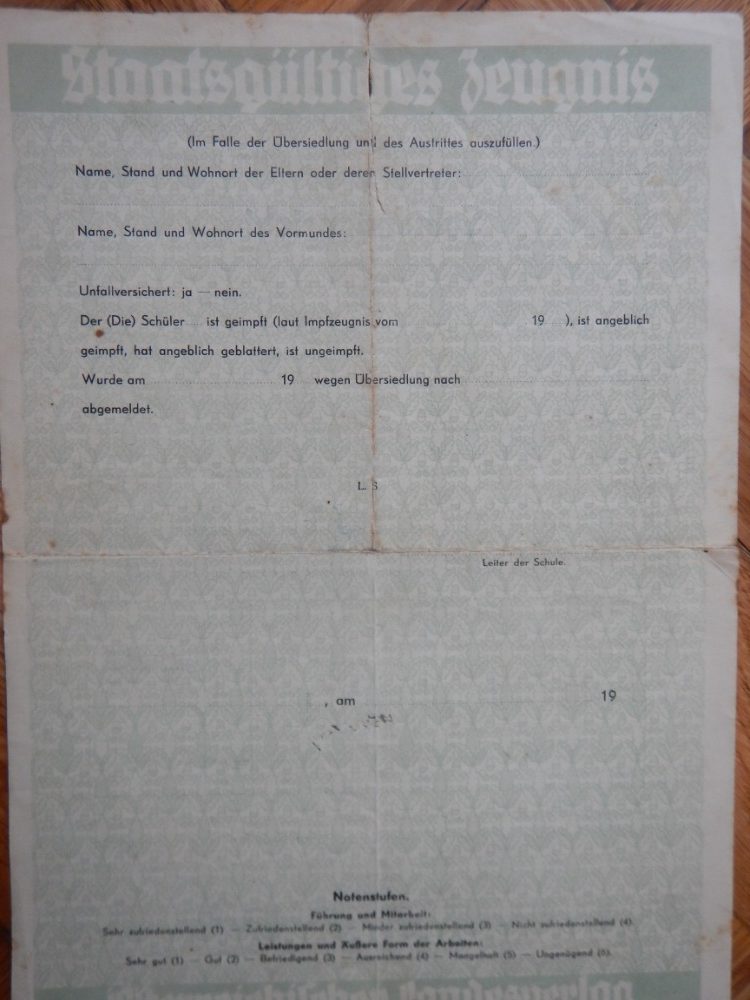 Staatsgültiges Zeugnis
(Im Falle der Übersiedlung und des Austrittes auszufüllen.)
Name, Stand und Wohnort der Eltern oder deren Stellvertreter:
Name, Stand und Wohnort des Vormundes:
Unfallversichert: ja — nein.
Der (Die) Schüler ist geimpft (laut Impfzeugnis vom 19 ), ist angeblich
geimpft, hat angeblich geblattert, ist ungeimpft.
Wurde am 19 wegen Übersiedlung nach
abgemeldet.
L. S
Leiter der Schule.
, am 19
Notenstufen.
Führung und Mitarbeit:
Sehr zufriedenstellend (1) — Zufriedenstellend (2) — Minder zufriedenstellend (3) — Nicht zufriedenstellend (4).
Leistungen und Äußere Form der Arbeiten:
Sehr gut (1) — Gut (2) — Befriedigend (3) — Ausreichend (4) — Mangelhaft (5) — Ungenügend (6).
Landesverlag